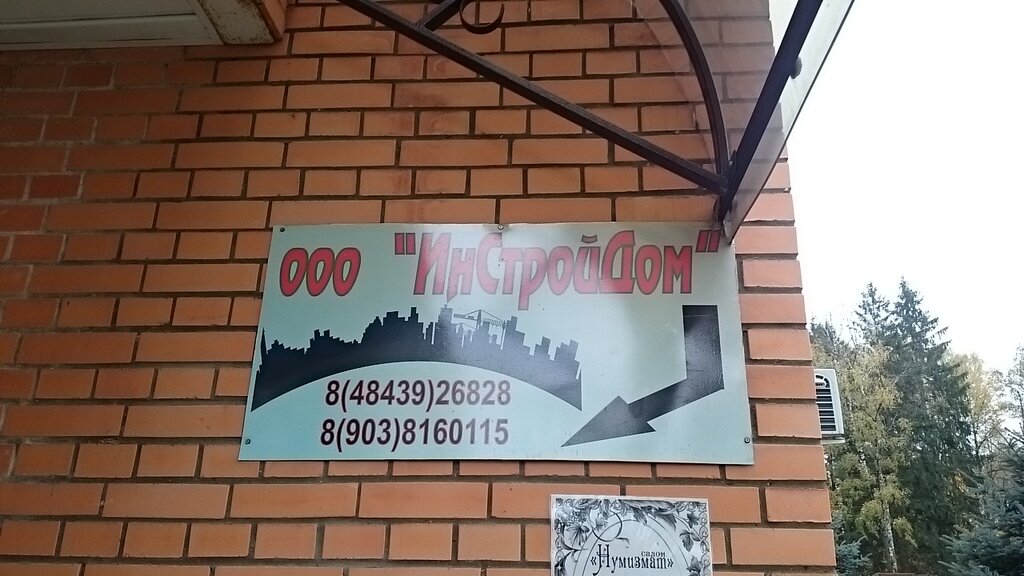 ООО "ИнСтройДом"
8(48439)26828
8(903)8160115
салон
«Нумизмат»